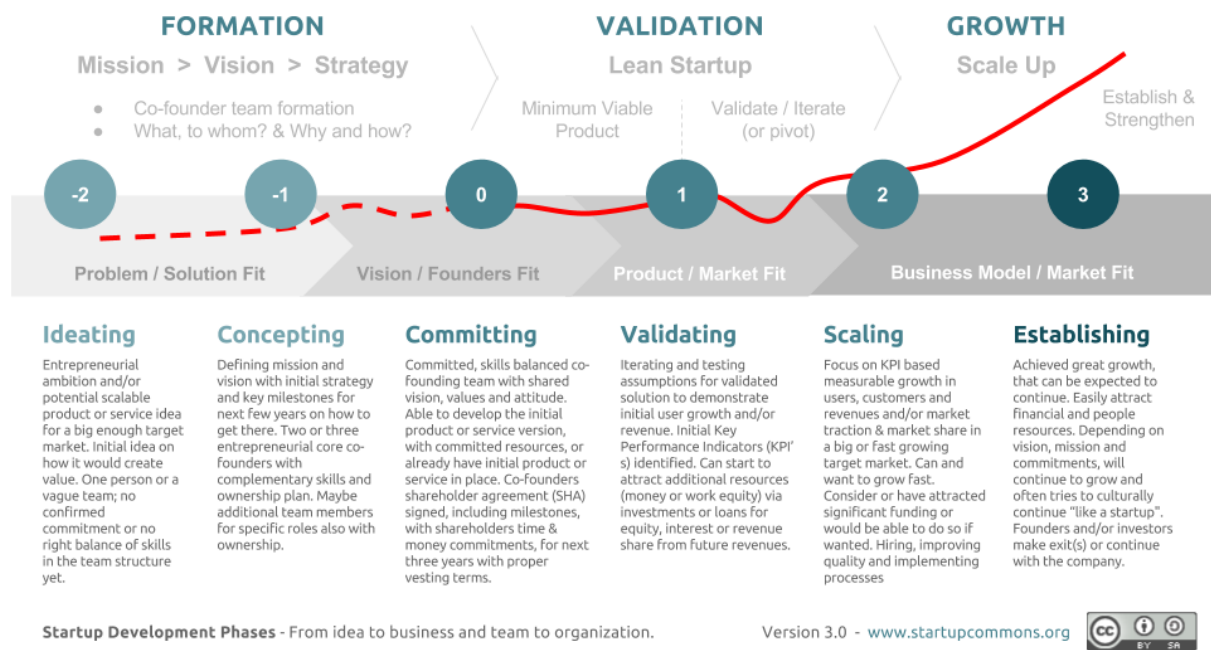 FORMATION
VALIDATION
GROWTH
Mission > Vision > Strategy
Lean Startup
Scale Up
● Co-founder team formation
● What, to whom? & Why and how?
Minimum Viable
Product
Validate / Iterate
(or pivot)
Establish &
Strengthen
-2
-1
0
1
2
3
Problem / Solution Fit
Vision / Founders Fit
Product / Market Fit
Business Model / Market Fit
Ideating
Entrepreneurial
ambition and/or
potential scalable
product or service idea
for a big enough target
market. Initial idea on
how it would create
value. One person or a
vague team; no
confirmed
commitment or no
right balance of skills
in the team structure
yet.
Concepting
Defining mission and
vision with initial strategy
and key milestones for
next few years on how to
get there. Two or three
entrepreneurial core co-
founders with
complementary skills and
ownership plan. Maybe
additional team members
for specific roles also with
ownership.
Committing
Committed, skills balanced co-
founding team with shared
vision, values and attitude.
Able to develop the initial
product or service version,
with committed resources, or
already have initial product or
service in place. Co-founders
shareholder agreement (SHA)
signed, including milestones,
with shareholders time &
money commitments, for next
three years with proper
vesting terms.
Validating
Iterating and testing
assumptions for validated
solution to demonstrate
initial user growth and/or
revenue. Initial Key
Performance Indicators (KPI'
s) identified. Can start to
attract additional resources
(money or work equity) via
investments or loans for
equity, interest or revenue
share from future revenues.
Scaling
Focus on KPI based
measurable growth in
users, customers and
revenues and/or market
traction & market share in
a big or fast growing
target market. Can and
want to grow fast.
Consider or have attracted
significant funding or
would be able to do so if
wanted. Hiring, improving
quality and implementing
processes
Establishing
Achieved great growth,
that can be expected to
continue. Easily attract
financial and people
resources. Depending on
vision, mission and
commitments, will
continue to grow and
often tries to culturally
continue "like a startup".
Founders and/or investors
make exit(s) or continue
with the company.
Startup Development Phases - From idea to business and team to organization.
Version 3.0 - www.startupcommons.org
cc
BY SA